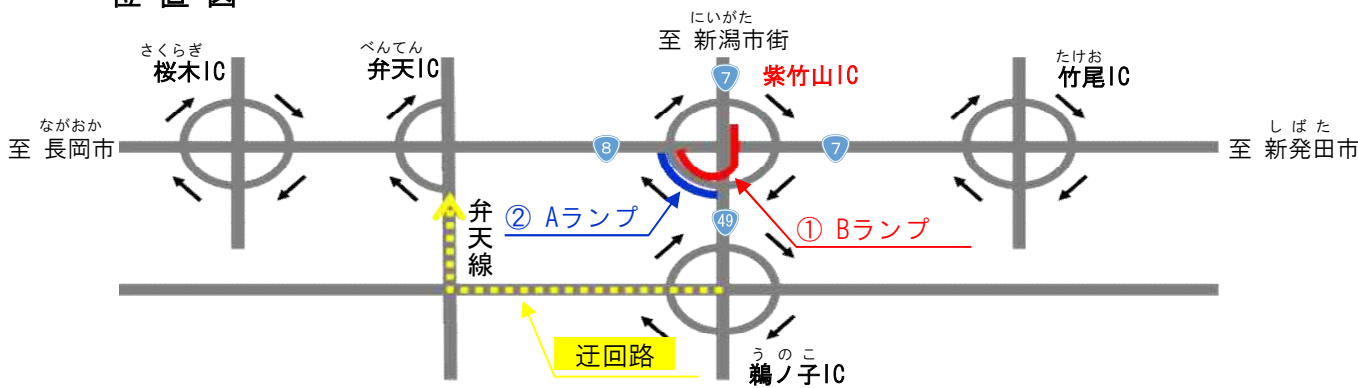 位置図
にいがた
至 新潟市街
さくらぎ
桜木IC
べんてん
弁天IC
7
紫竹山IC
たけお
竹尾IC
ながおか
至 長岡市
8
7
しばた
至 新発田市
弁天線
② Aランプ
49
① Bランプ
迂回路
うのこ
鵜ノ子IC